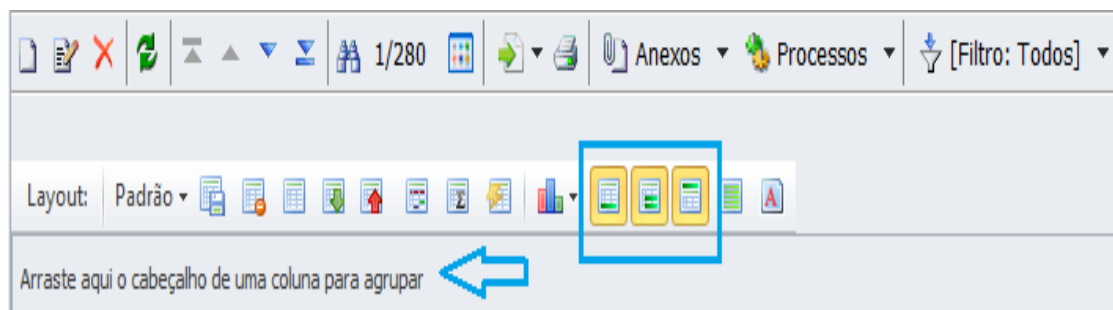 1/280 Anexos Processos [Filtro: Todos]
Layout: Padrão Σ A
Arraste aqui o cabeçalho de uma coluna para agrupar